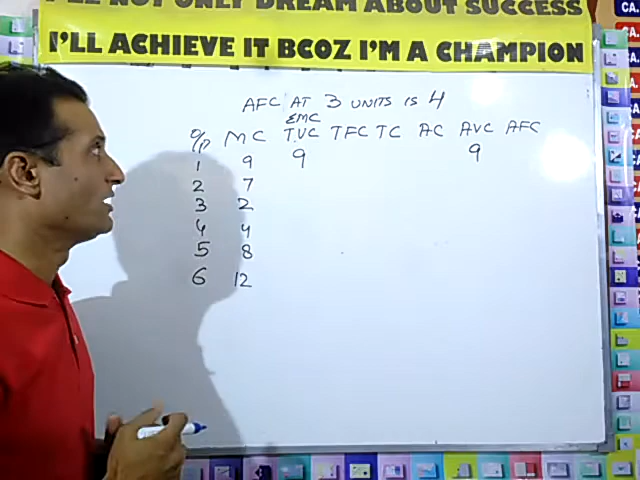 I'LL NOT ONLY DREAM ABOUT SUCCESS
I'LL ACHIEVE IT BCOZ I'M A CHAMPION
AFC AT 3 UNITS IS 4
ΣMC
O/P MC TVC TFC TC AC AVC AFC
1 9 9 9
2 7
3 2
4 4
5 8
6 12